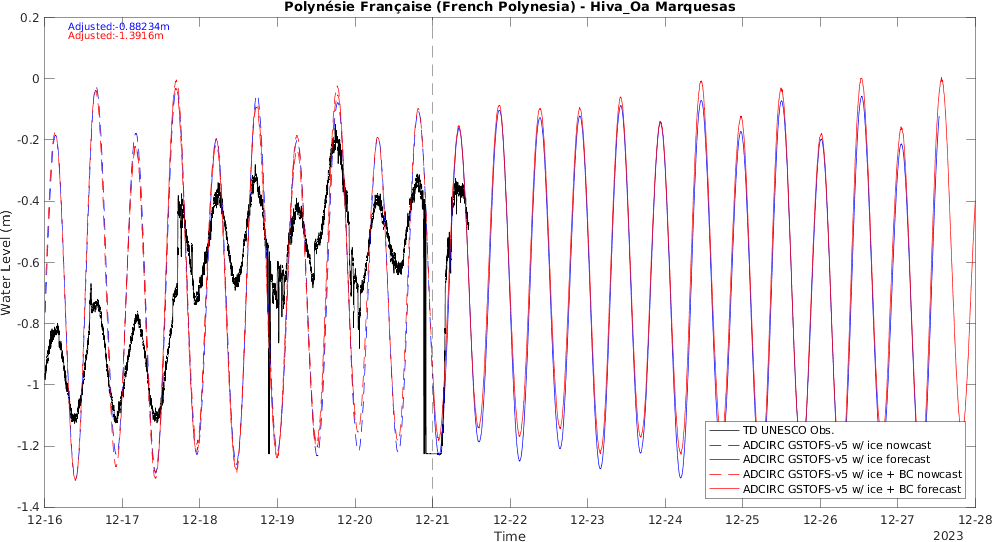 Polynésie Française (French Polynesia) - Hiva_Oa Marquesas
Adjusted:-0.88234m
Adjusted:-1.3916m
0.2
0
-0.2
-0.4
-0.6
-0.8
-1
-1.2
-1.4
Water Level (m)
TD UNESCO Obs.
ADCIRC GSTOFS-v5 w/ ice nowcast
ADCIRC GSTOFS-v5 w/ ice forecast
ADCIRC GSTOFS-v5 w/ ice + BC nowcast
ADCIRC GSTOFS-v5 w/ ice + BC forecast
12-16 12-17 12-18 12-19 12-20 12-21 12-22 12-23 12-24 12-25 12-26 12-27 12-28
Time
2023